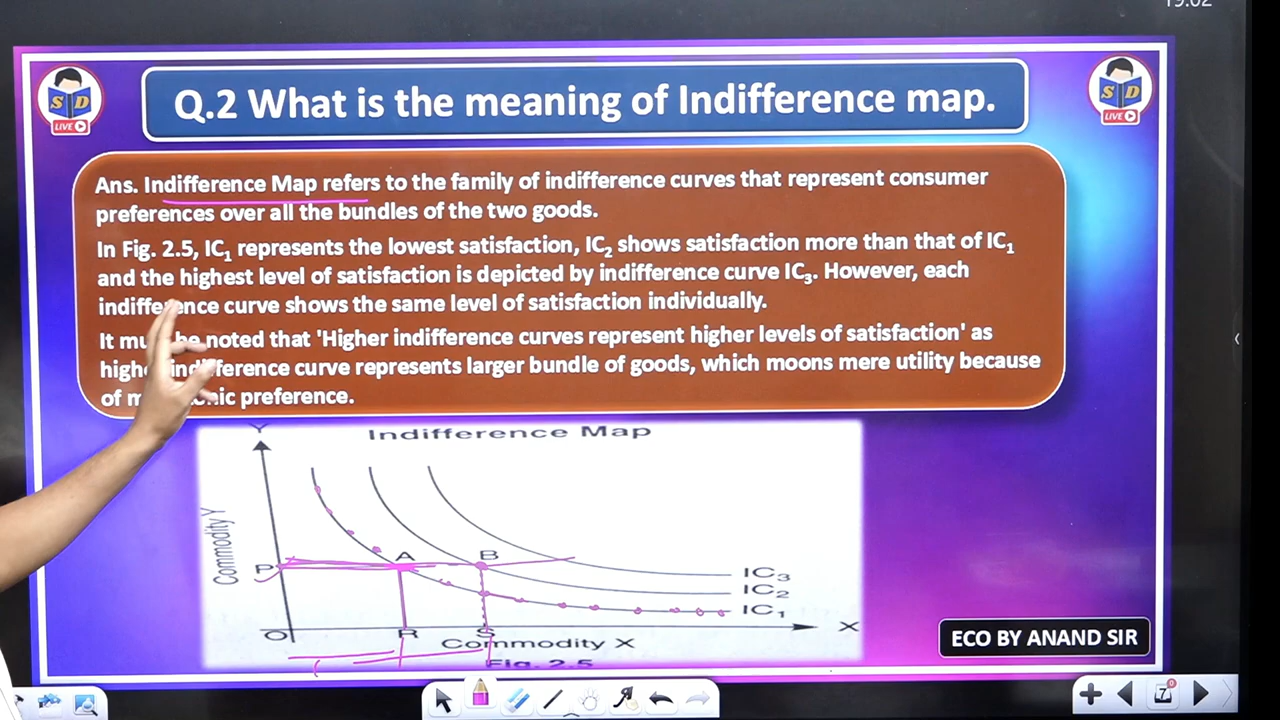 19:02
S D
LIVE
Q.2 What is the meaning of Indifference map.
S D
LIVE
Ans. Indifference Map refers to the family of indifference curves that represent consumer
preferences over all the bundles of the two goods.
In Fig. 2.5, IC₁ represents the lowest satisfaction, IC₂ shows satisfaction more than that of IC₁
and the highest level of satisfaction is depicted by indifference curve IC₃. However, each
indifference curve shows the same level of satisfaction individually.
It noted that 'Higher indifference curves represent higher levels of satisfaction' as
curve represents larger bundle of goods, which moons mere utility because
of preference.
Y
Indifference Map
Commodity Y
P
A
B
IC₃
IC₂
IC₁
O
R
S
X
Commodity X
Fig. 2.5
ECO BY ANAND SIR
7
0